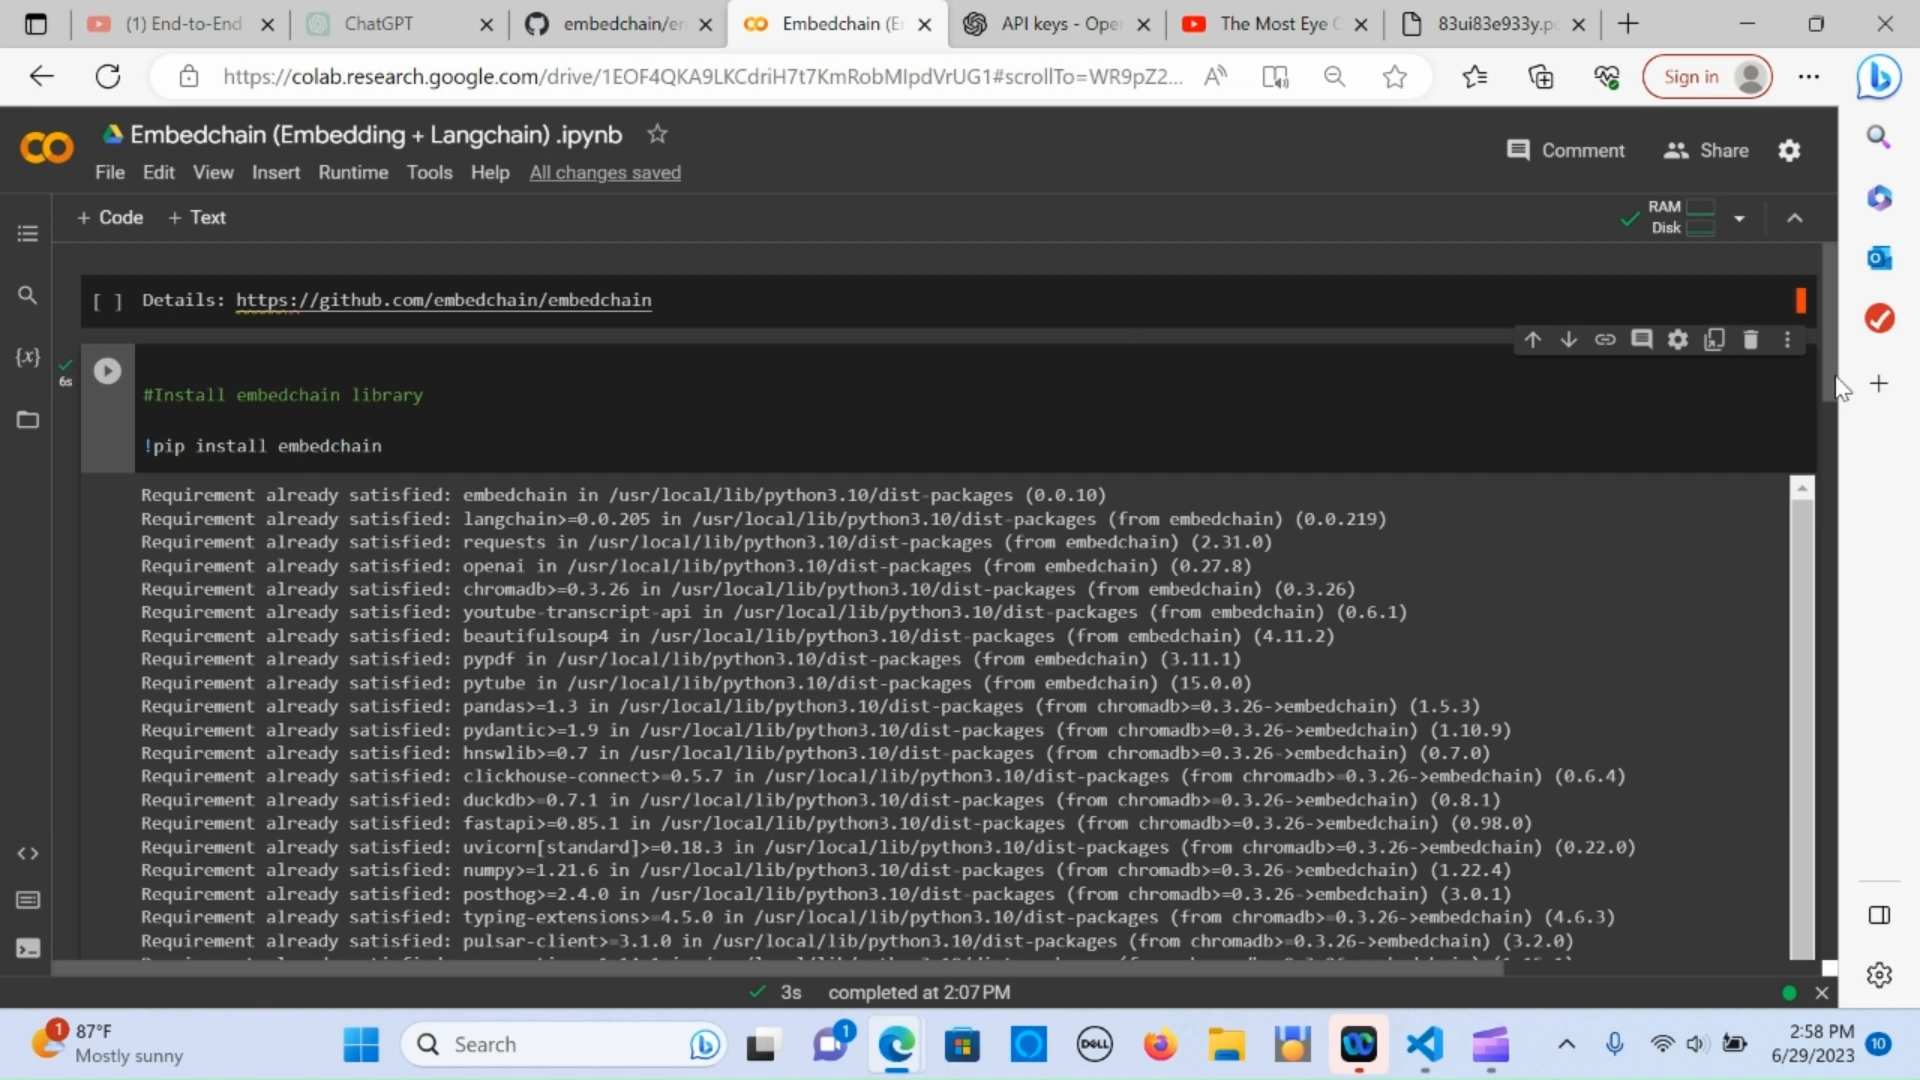 (1) End-to-End
ChatGPT
embedchain/e
Embedchain (E
API keys - Ope
The Most Eye
83ui83e933y.p
https://colab.research.google.com/drive/1EOF4QKA9LKCdriH7t7KmRobMIpdVrUG1#scrollTo=WR9pZ2...
Sign in
Embedchain (Embedding + Langchain) .ipynb
Comment
Share
File Edit View Insert Runtime Tools Help All changes saved
+ Code + Text
RAM
Disk
[ ] Details: https://github.com/embedchain/embedchain
6s
#Install embedchain library
!pip install embedchain
Requirement already satisfied: embedchain in /usr/local/lib/python3.10/dist-packages (0.0.10)
Requirement already satisfied: langchain>=0.0.205 in /usr/local/lib/python3.10/dist-packages (from embedchain) (0.0.219)
Requirement already satisfied: requests in /usr/local/lib/python3.10/dist-packages (from embedchain) (2.31.0)
Requirement already satisfied: openai in /usr/local/lib/python3.10/dist-packages (from embedchain) (0.27.8)
Requirement already satisfied: chromadb>=0.3.26 in /usr/local/lib/python3.10/dist-packages (from embedchain) (0.3.26)
Requirement already satisfied: youtube-transcript-api in /usr/local/lib/python3.10/dist-packages (from embedchain) (0.6.1)
Requirement already satisfied: beautifulsoup4 in /usr/local/lib/python3.10/dist-packages (from embedchain) (4.11.2)
Requirement already satisfied: pypdf in /usr/local/lib/python3.10/dist-packages (from embedchain) (3.11.1)
Requirement already satisfied: pytube in /usr/local/lib/python3.10/dist-packages (from embedchain) (15.0.0)
Requirement already satisfied: pandas>=1.3 in /usr/local/lib/python3.10/dist-packages (from chromadb>=0.3.26->embedchain) (1.5.3)
Requirement already satisfied: pydantic>=1.9 in /usr/local/lib/python3.10/dist-packages (from chromadb>=0.3.26->embedchain) (1.10.9)
Requirement already satisfied: hnswlib>=0.7 in /usr/local/lib/python3.10/dist-packages (from chromadb>=0.3.26->embedchain) (0.7.0)
Requirement already satisfied: clickhouse-connect>=0.5.7 in /usr/local/lib/python3.10/dist-packages (from chromadb>=0.3.26->embedchain) (0.6.4)
Requirement already satisfied: duckdb>=0.7.1 in /usr/local/lib/python3.10/dist-packages (from chromadb>=0.3.26->embedchain) (0.8.1)
Requirement already satisfied: fastapi>=0.85.1 in /usr/local/lib/python3.10/dist-packages (from chromadb>=0.3.26->embedchain) (0.98.0)
Requirement already satisfied: uvicorn[standard]>=0.18.3 in /usr/local/lib/python3.10/dist-packages (from chromadb>=0.3.26->embedchain) (0.22.0)
Requirement already satisfied: numpy>=1.21.6 in /usr/local/lib/python3.10/dist-packages (from chromadb>=0.3.26->embedchain) (1.22.4)
Requirement already satisfied: posthog>=2.4.0 in /usr/local/lib/python3.10/dist-packages (from chromadb>=0.3.26->embedchain) (3.0.1)
Requirement already satisfied: typing-extensions>=4.5.0 in /usr/local/lib/python3.10/dist-packages (from chromadb>=0.3.26->embedchain) (4.6.3)
Requirement already satisfied: pulsar-client>=3.1.0 in /usr/local/lib/python3.10/dist-packages (from chromadb>=0.3.26->embedchain) (3.2.0)
3s completed at 2:07 PM
1
87°F
Mostly sunny
Search
1
DELL
2:58 PM
6/29/2023
10